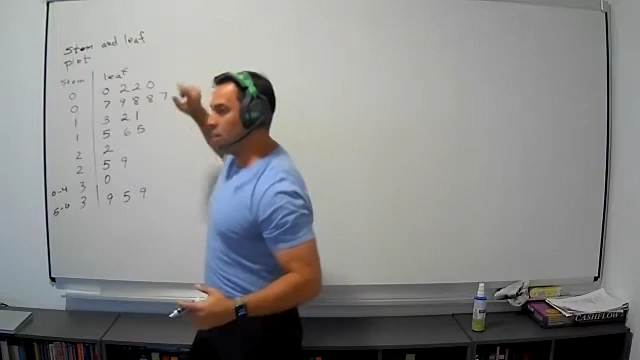 stem and leaf
plot
stem leaf
0 0 2 2 0
0 7 9 8 8 7
1 3 2 1
1 5 6 5
2 2
2 5 9
0-4 3 0
5-9 3 9 5 9
CASHFLOW